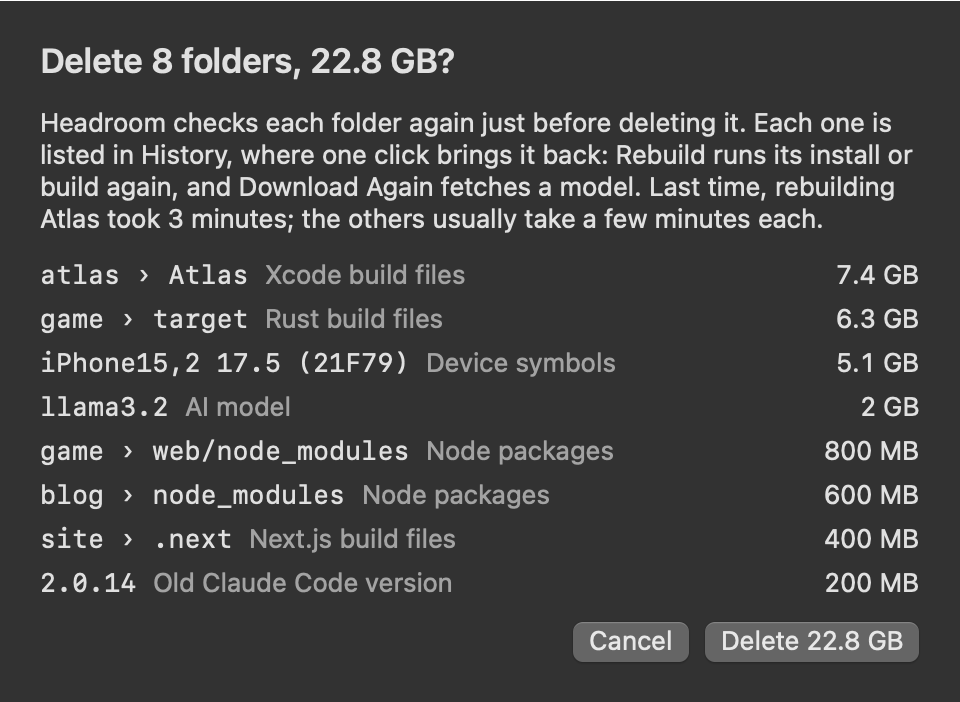 Delete 8 folders, 22.8 GB?
Headroom checks each folder again just before deleting it. Each one is
listed in History, where one click brings it back: Rebuild runs its install or
build again, and Download Again fetches a model. Last time, rebuilding
Atlas took 3 minutes; the others usually take a few minutes each.
atlas › Atlas Xcode build files 7.4 GB
game › target Rust build files 6.3 GB
iPhone15,2 17.5 (21F79) Device symbols 5.1 GB
llama3.2 AI model 2 GB
game › web/node_modules Node packages 800 MB
blog › node_modules Node packages 600 MB
site › .next Next.js build files 400 MB
2.0.14 Old Claude Code version 200 MB
Cancel Delete 22.8 GB